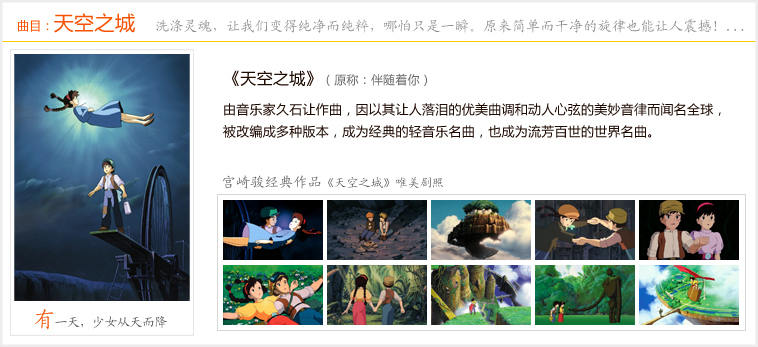 曲目：天空之城 洗涤灵魂，让我们变得纯净而纯粹，哪怕只是一瞬。原来简单而干净的旋律也能让人震撼！...
《天空之城》（原称：伴随着你）
由音乐家久石让作曲，因以其让人落泪的优美曲调和动人心弦的美妙音律而闻名全球，
被改编成多种版本，成为经典的轻音乐名曲，也成为流芳百世的世界名曲。
宫崎骏经典作品《天空之城》唯美剧照
有一天，少女从天而降